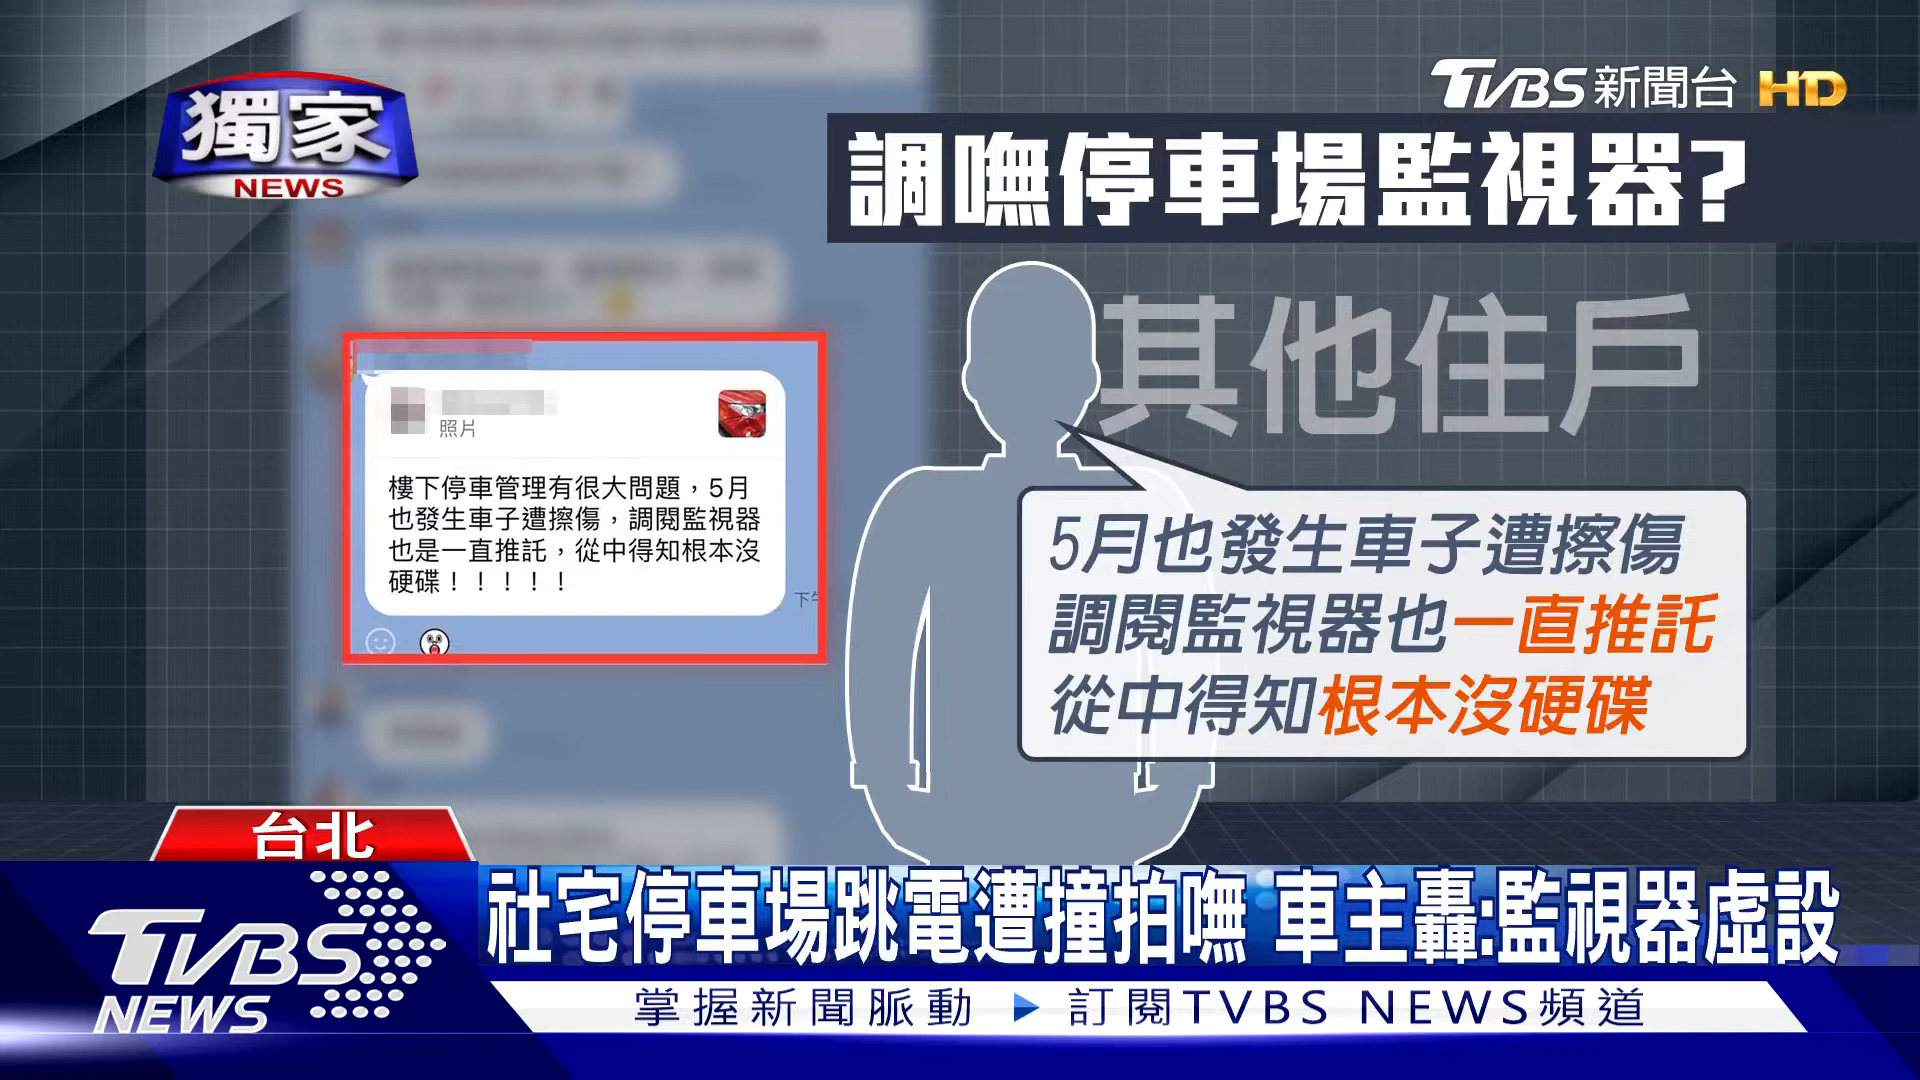 獨家
NEWS
TVBS新聞台 HD
調嘸停車場監視器?
其他住戶
照片
樓下停車管理有很大問題，5月
也發生車子遭擦傷，調閱監視器
也是一直推託，從中得知根本沒
硬碟！！！！！
下午
5月也發生車子遭擦傷
調閱監視器也一直推託
從中得知根本沒硬碟
台北
社宅停車場跳電遭撞拍嘸 車主轟:監視器虛設
TVBS
NEWS
掌握新聞脈動 ▶ 訂閱TVBS NEWS頻道